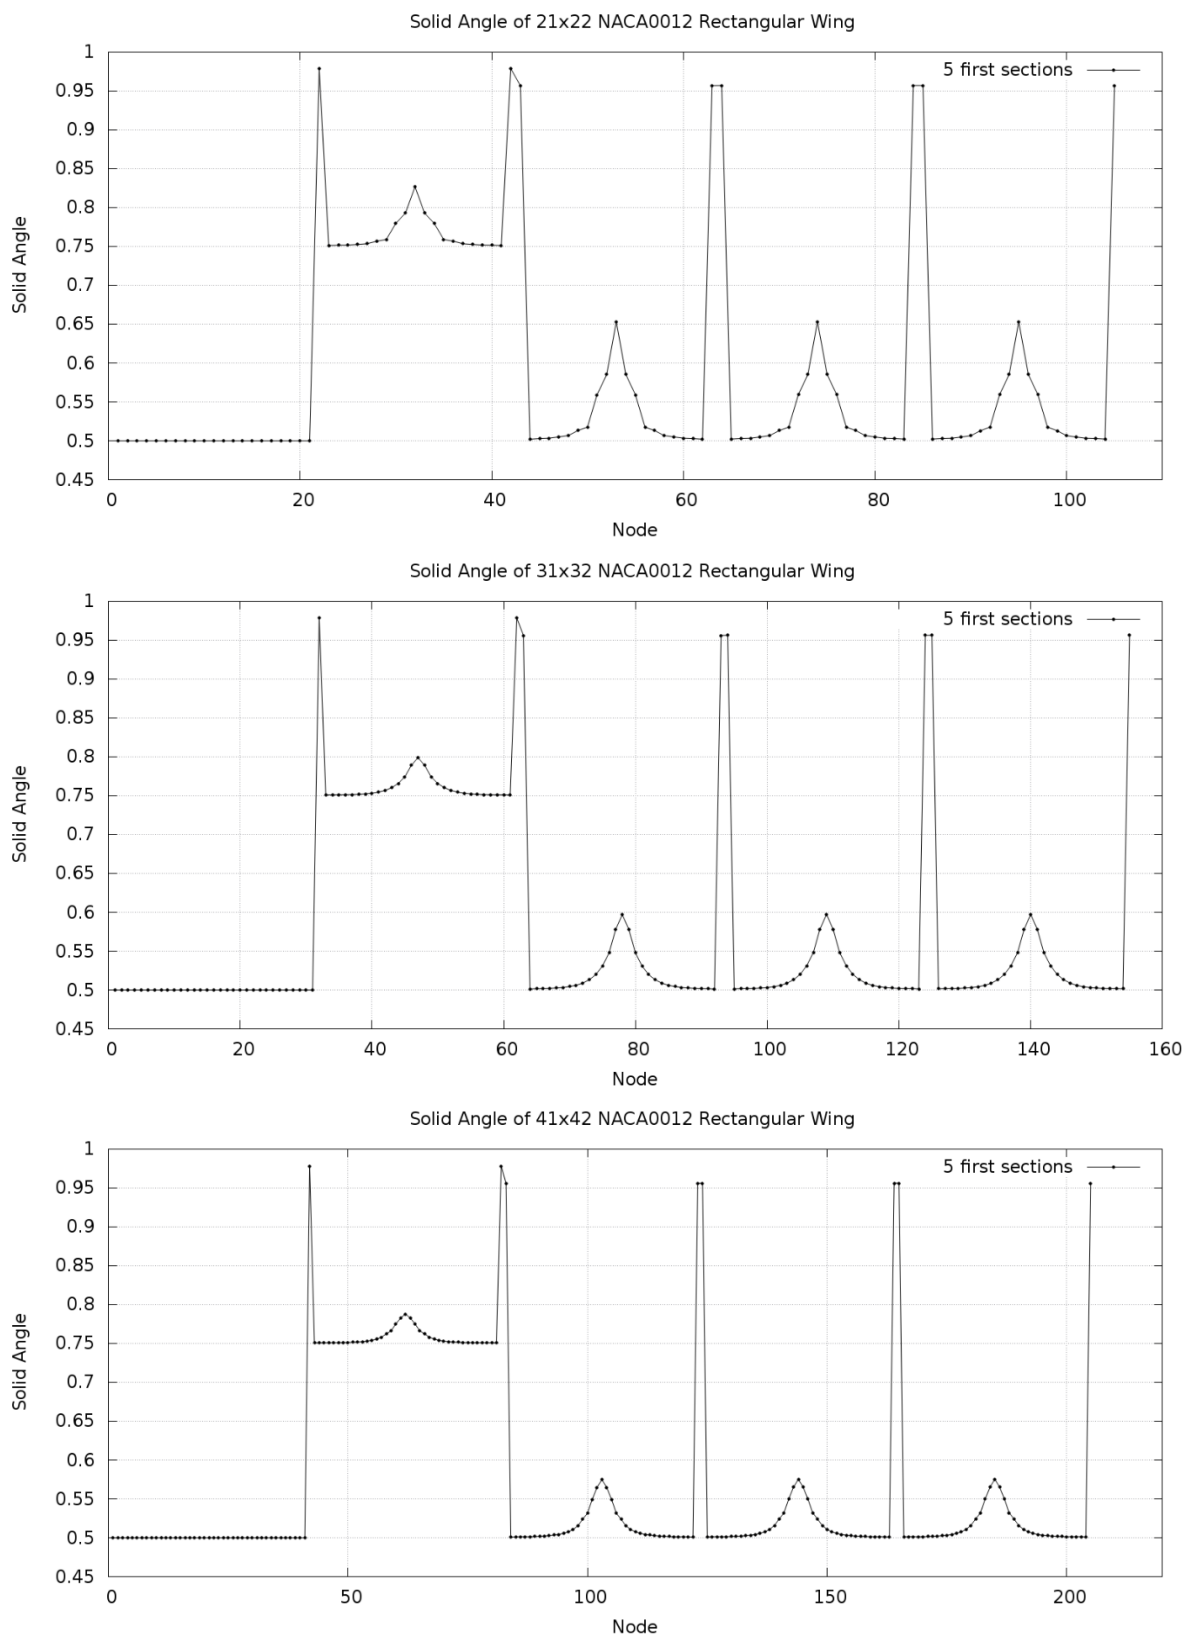 Solid Angle of 21x22 NACA0012 Rectangular Wing
5 first sections
1
0.95
0.9
0.85
0.8
0.75
0.7
0.65
0.6
0.55
0.5
0.45
Solid Angle
0 20 40 60 80 100
Node
Solid Angle of 31x32 NACA0012 Rectangular Wing
5 first sections
1
0.95
0.9
0.85
0.8
0.75
0.7
0.65
0.6
0.55
0.5
0.45
Solid Angle
0 20 40 60 80 100 120 140 160
Node
Solid Angle of 41x42 NACA0012 Rectangular Wing
5 first sections
1
0.95
0.9
0.85
0.8
0.75
0.7
0.65
0.6
0.55
0.5
0.45
Solid Angle
0 50 100 150 200
Node